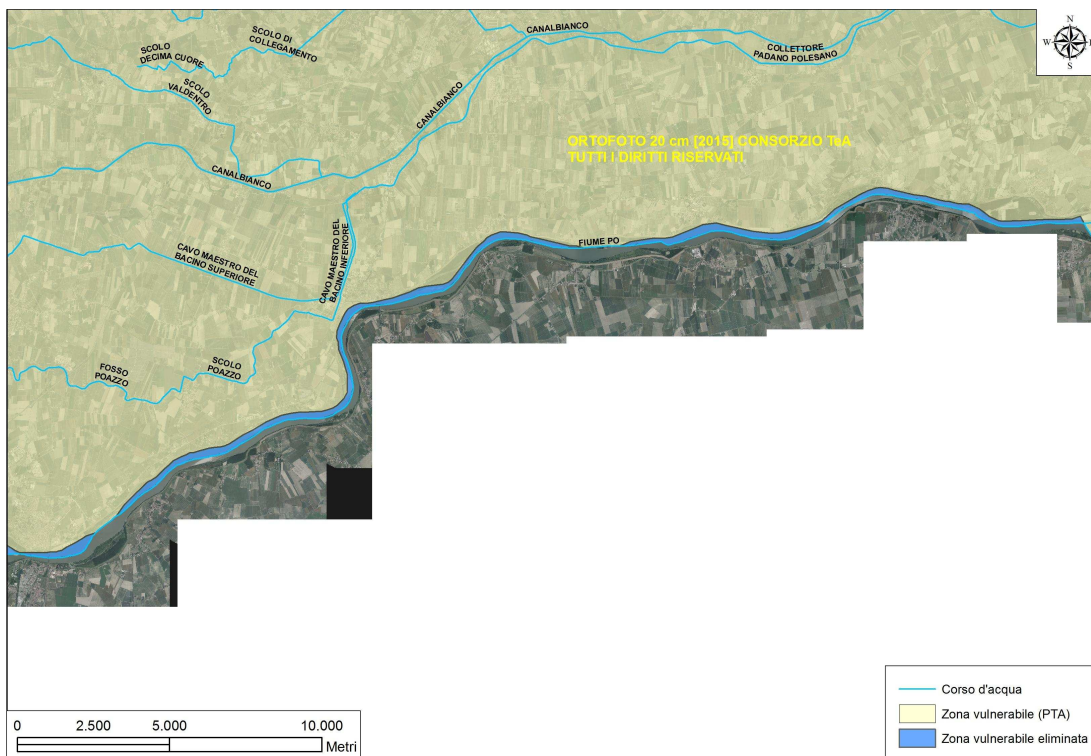 CANALBIANCO
SCOLO DI
COLLEGAMENTO
SCOLO
DECIMA CUORE
COLLETTORE
PADANO POLESANO
N
W
E
S
SCOLO
VALDENTRO
CANALBIANCO
ORTOFOTO 20 cm [2015] CONSORZIO TeA
TUTTI I DIRITTI RISERVATI
CANALBIANCO
CAVO MAESTRO DEL
BACINO SUPERIORE
CAVO MAESTRO DEL
BACINO INFERIORE
FIUME PO
FOSSO
POAZZO
SCOLO
POAZZO
0 2.500 5.000 10.000
Metri
Corso d'acqua
Zona vulnerabile (PTA)
Zona vulnerabile eliminata